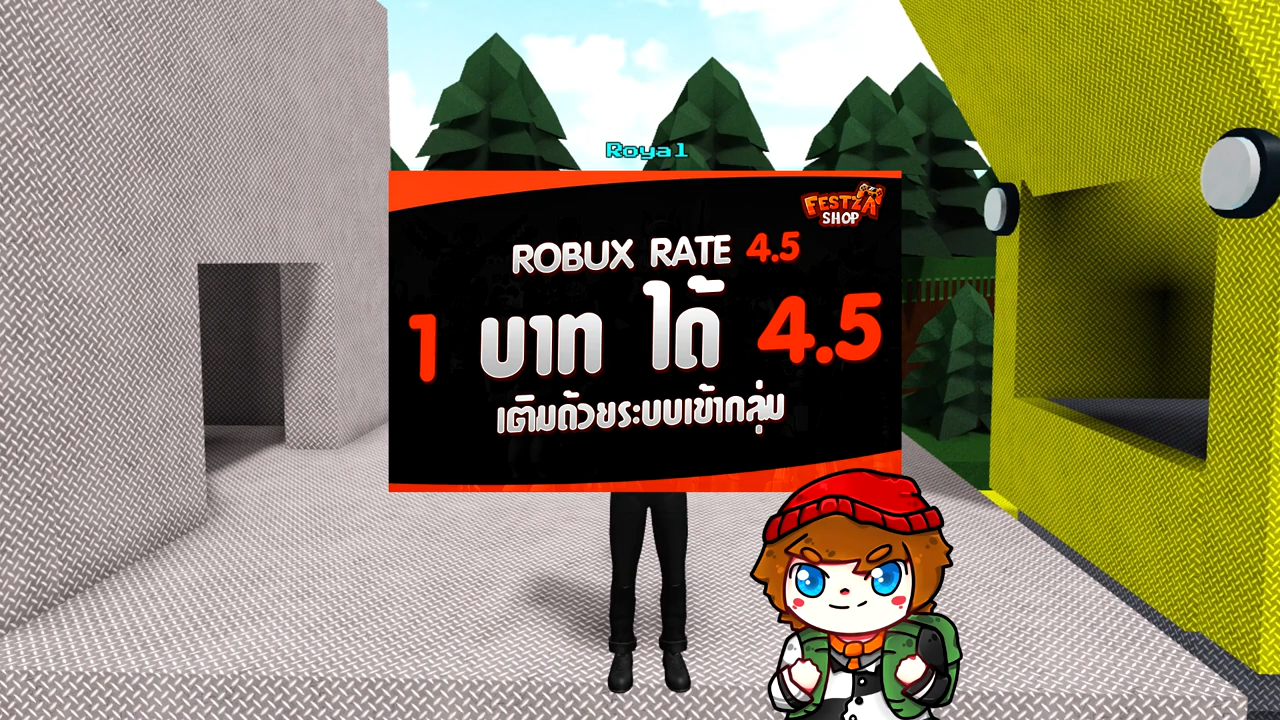 Royal
FESTZA
SHOP
ROBUX RATE 4.5
1 บาท ได้ 4.5
เติมด้วยระบบเข้ากลุ่ม